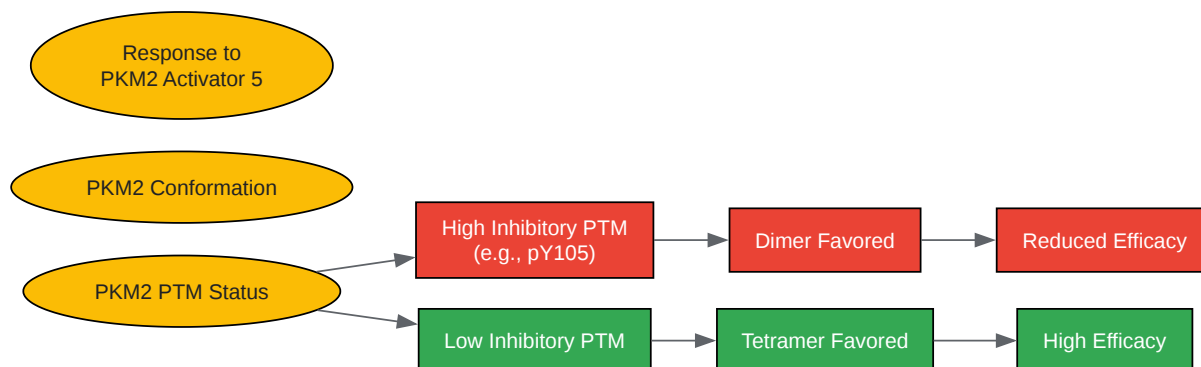 Response to
PKM2 Activator 5
PKM2 Conformation
PKM2 PTM Status
High Inhibitory PTM
(e.g., pY105)
Dimer Favored
Reduced Efficacy
Low Inhibitory PTM
Tetramer Favored
High Efficacy